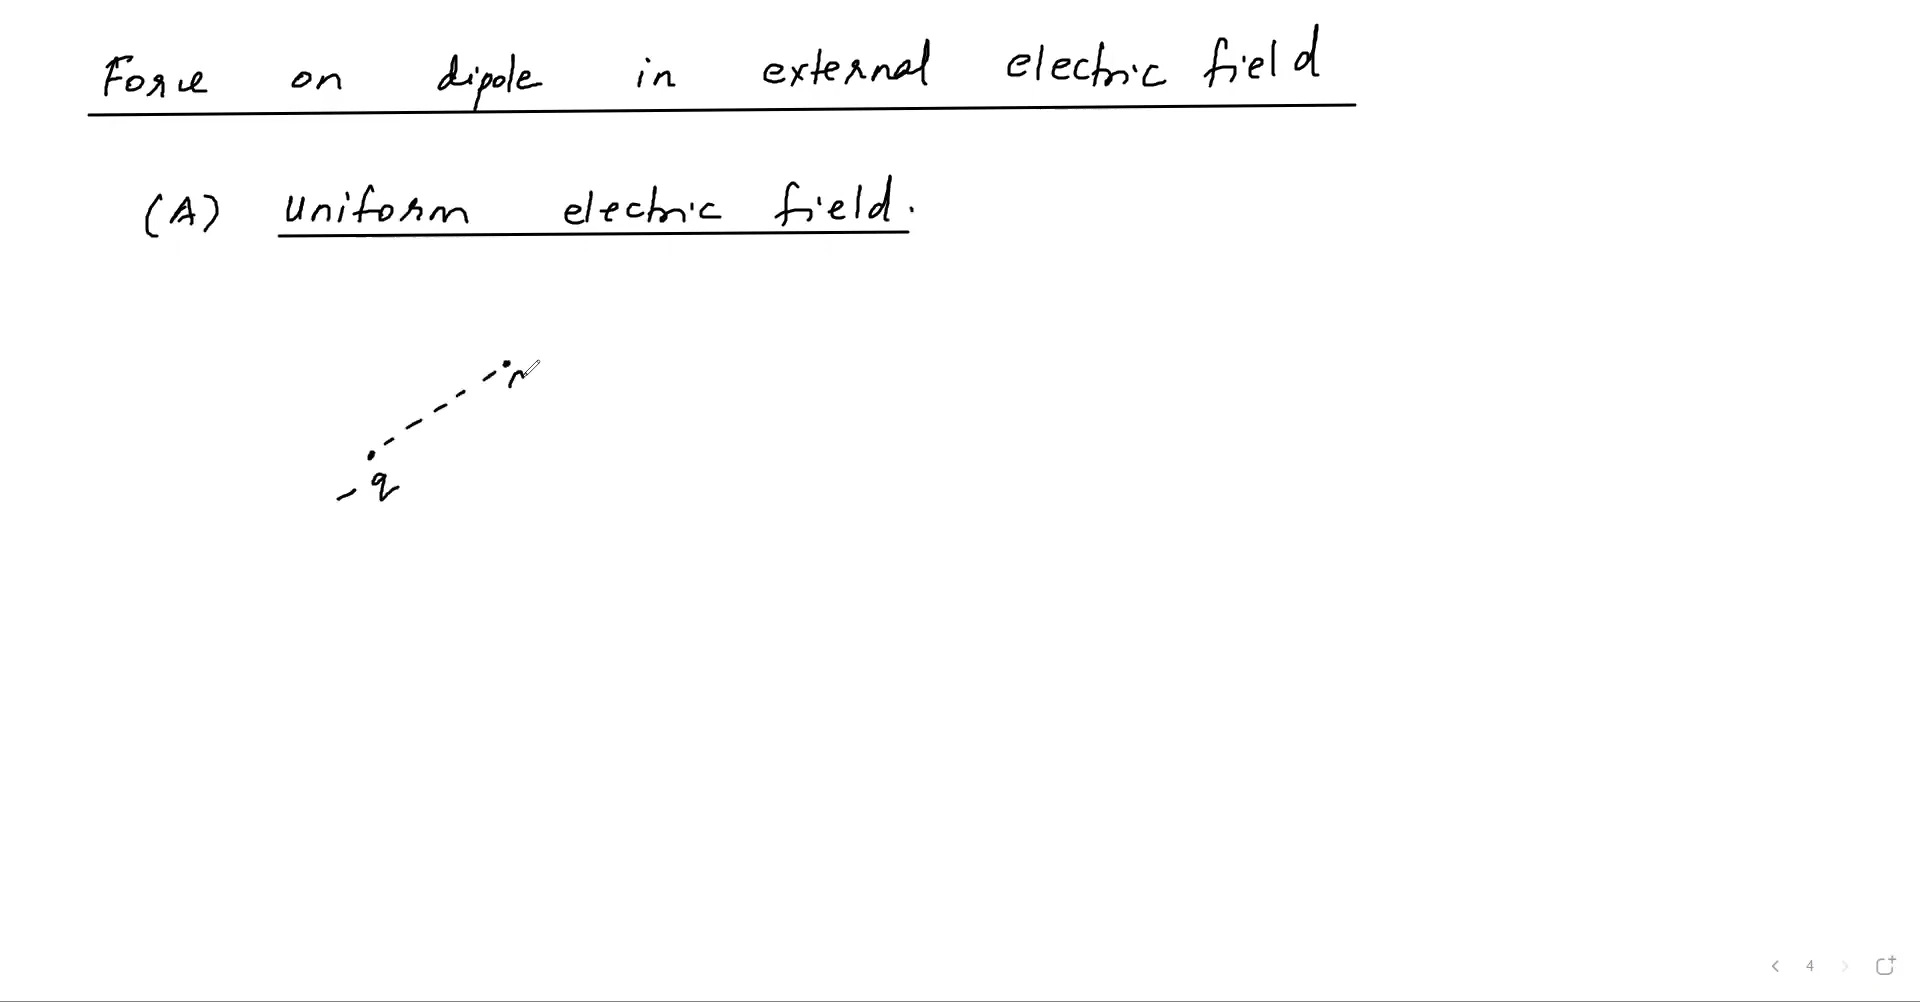 Force on dipole in external electric field
(A) Uniform electric field.
-q
4